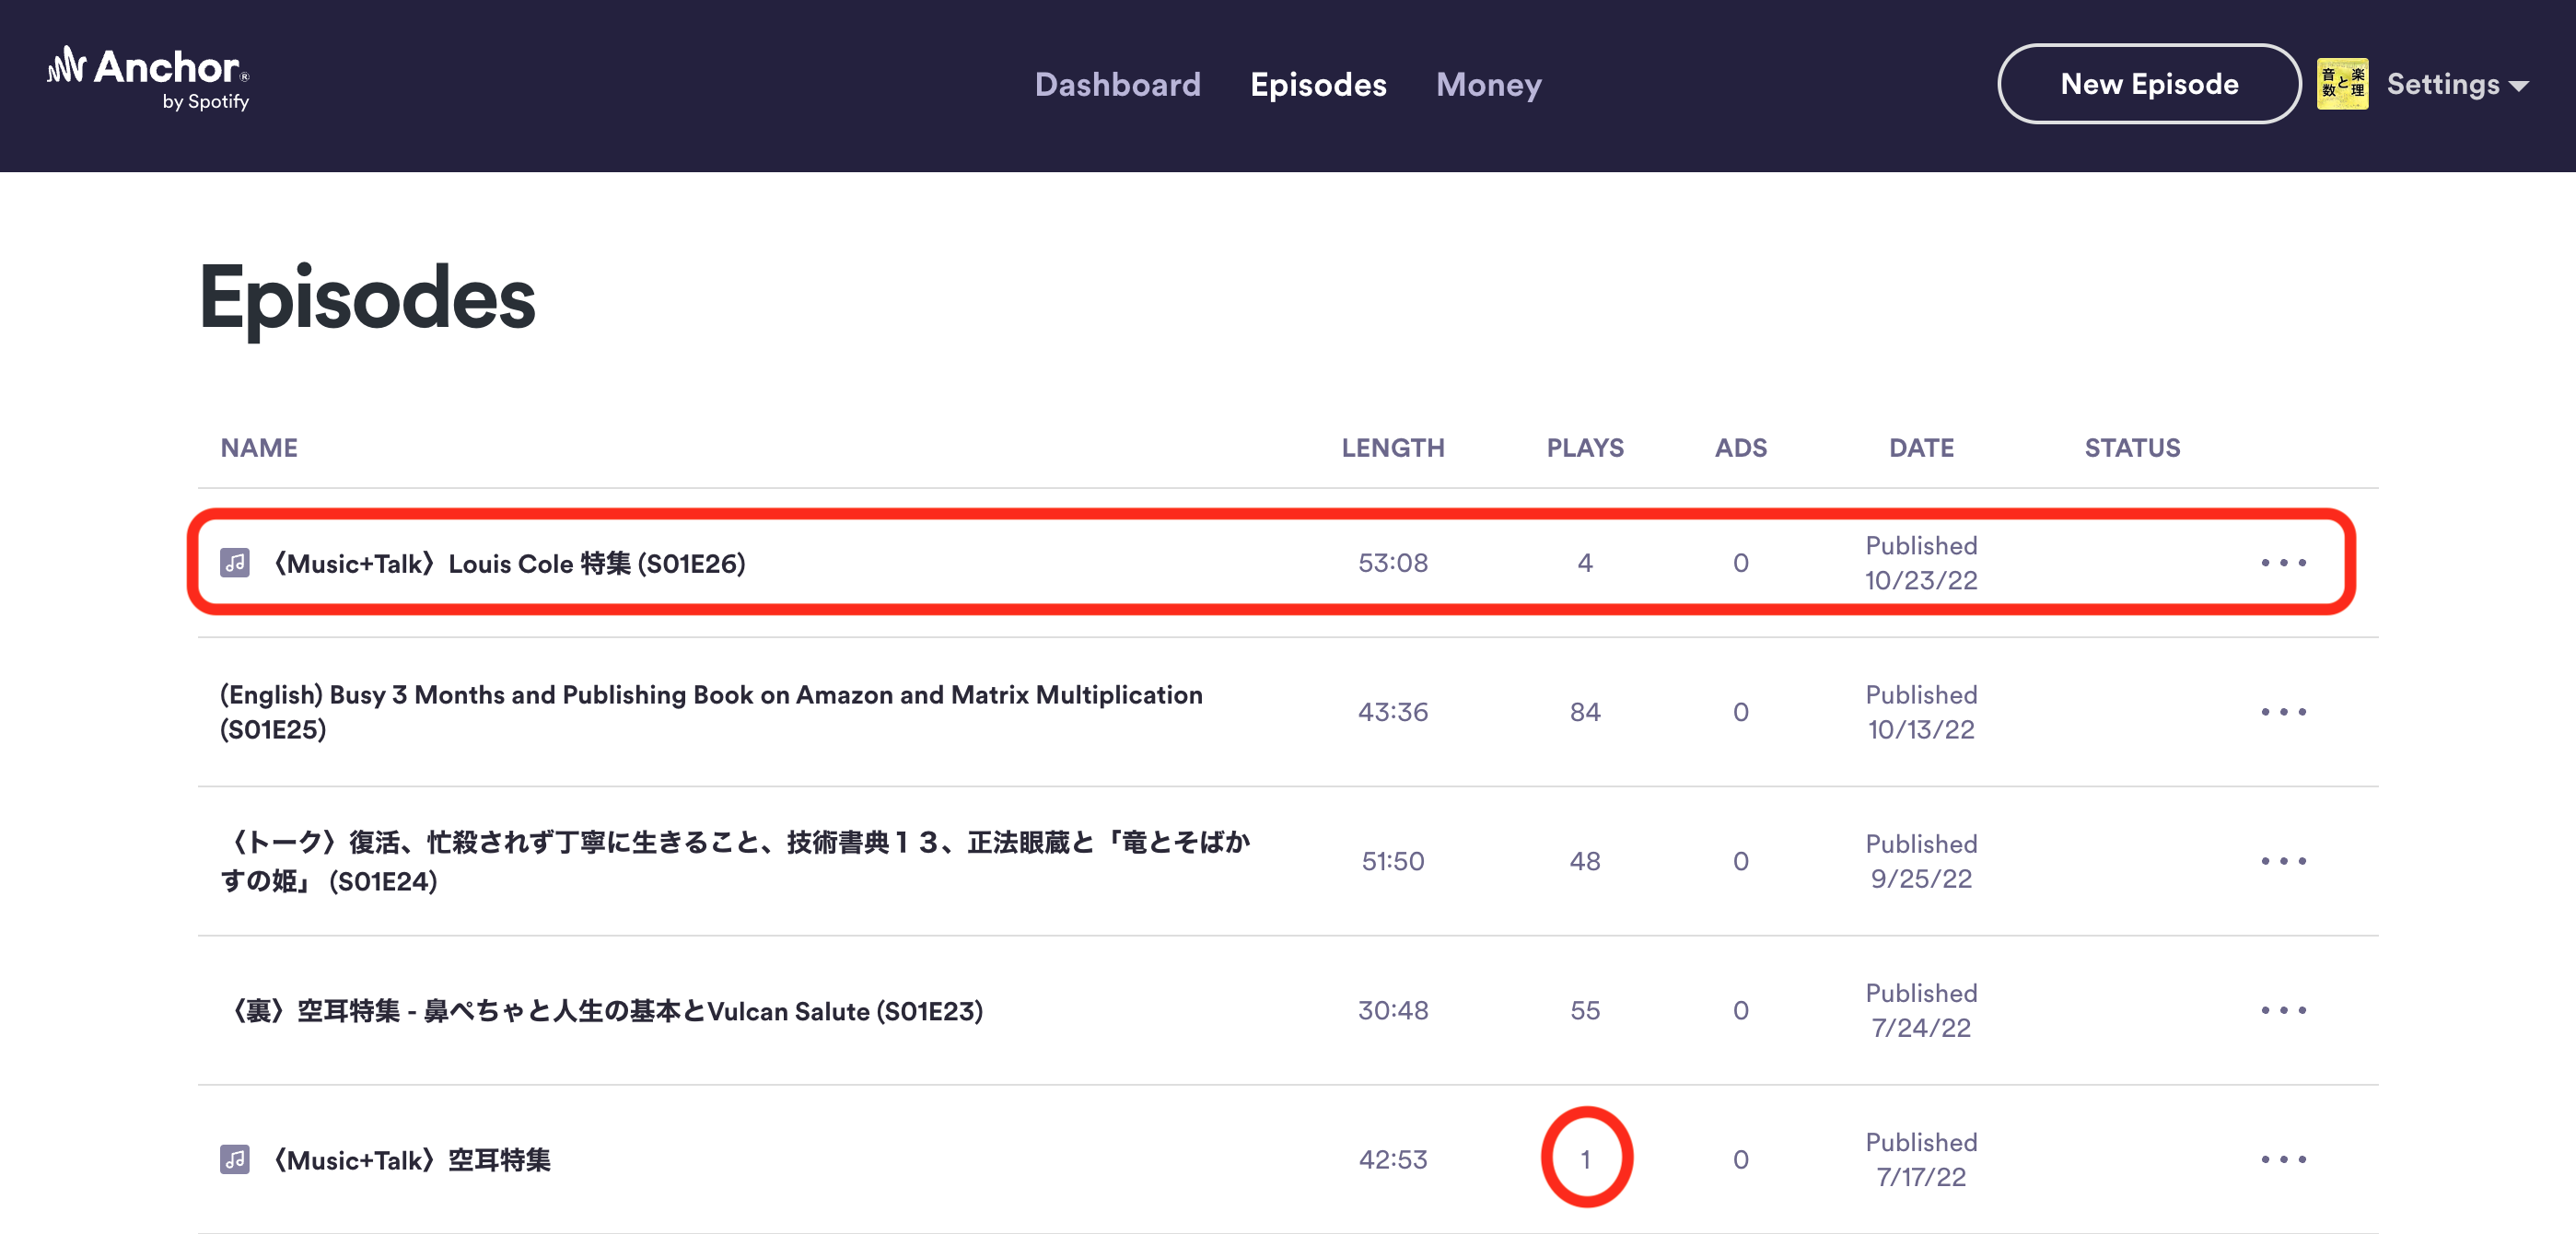 Anchor®
by Spotify
Dashboard Episodes Money
New Episode
音楽
と
数理
Settings
Episodes
NAME LENGTH PLAYS ADS DATE STATUS
〈Music+Talk〉Louis Cole 特集 (S01E26) 53:08 4 0 Published
10/23/22
(English) Busy 3 Months and Publishing Book on Amazon and Matrix Multiplication
(S01E25) 43:36 84 0 Published
10/13/22
〈トーク〉復活、忙殺されず丁寧に生きること、技術書典１３、正法眼蔵と「竜とそばか
すの姫」 (S01E24) 51:50 48 0 Published
9/25/22
〈裏〉空耳特集 - 鼻ぺちゃと人生の基本とVulcan Salute (S01E23) 30:48 55 0 Published
7/24/22
〈Music+Talk〉空耳特集 42:53 1 0 Published
7/17/22